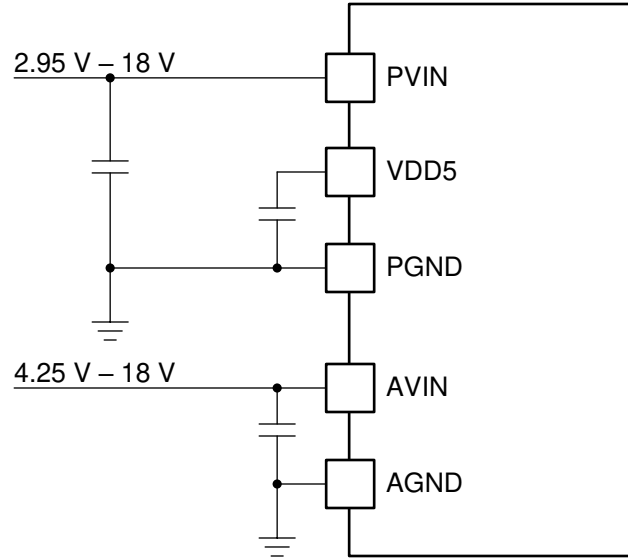 2.95 V – 18 V
PVIN
VDD5
PGND
4.25 V – 18 V
AVIN
AGND